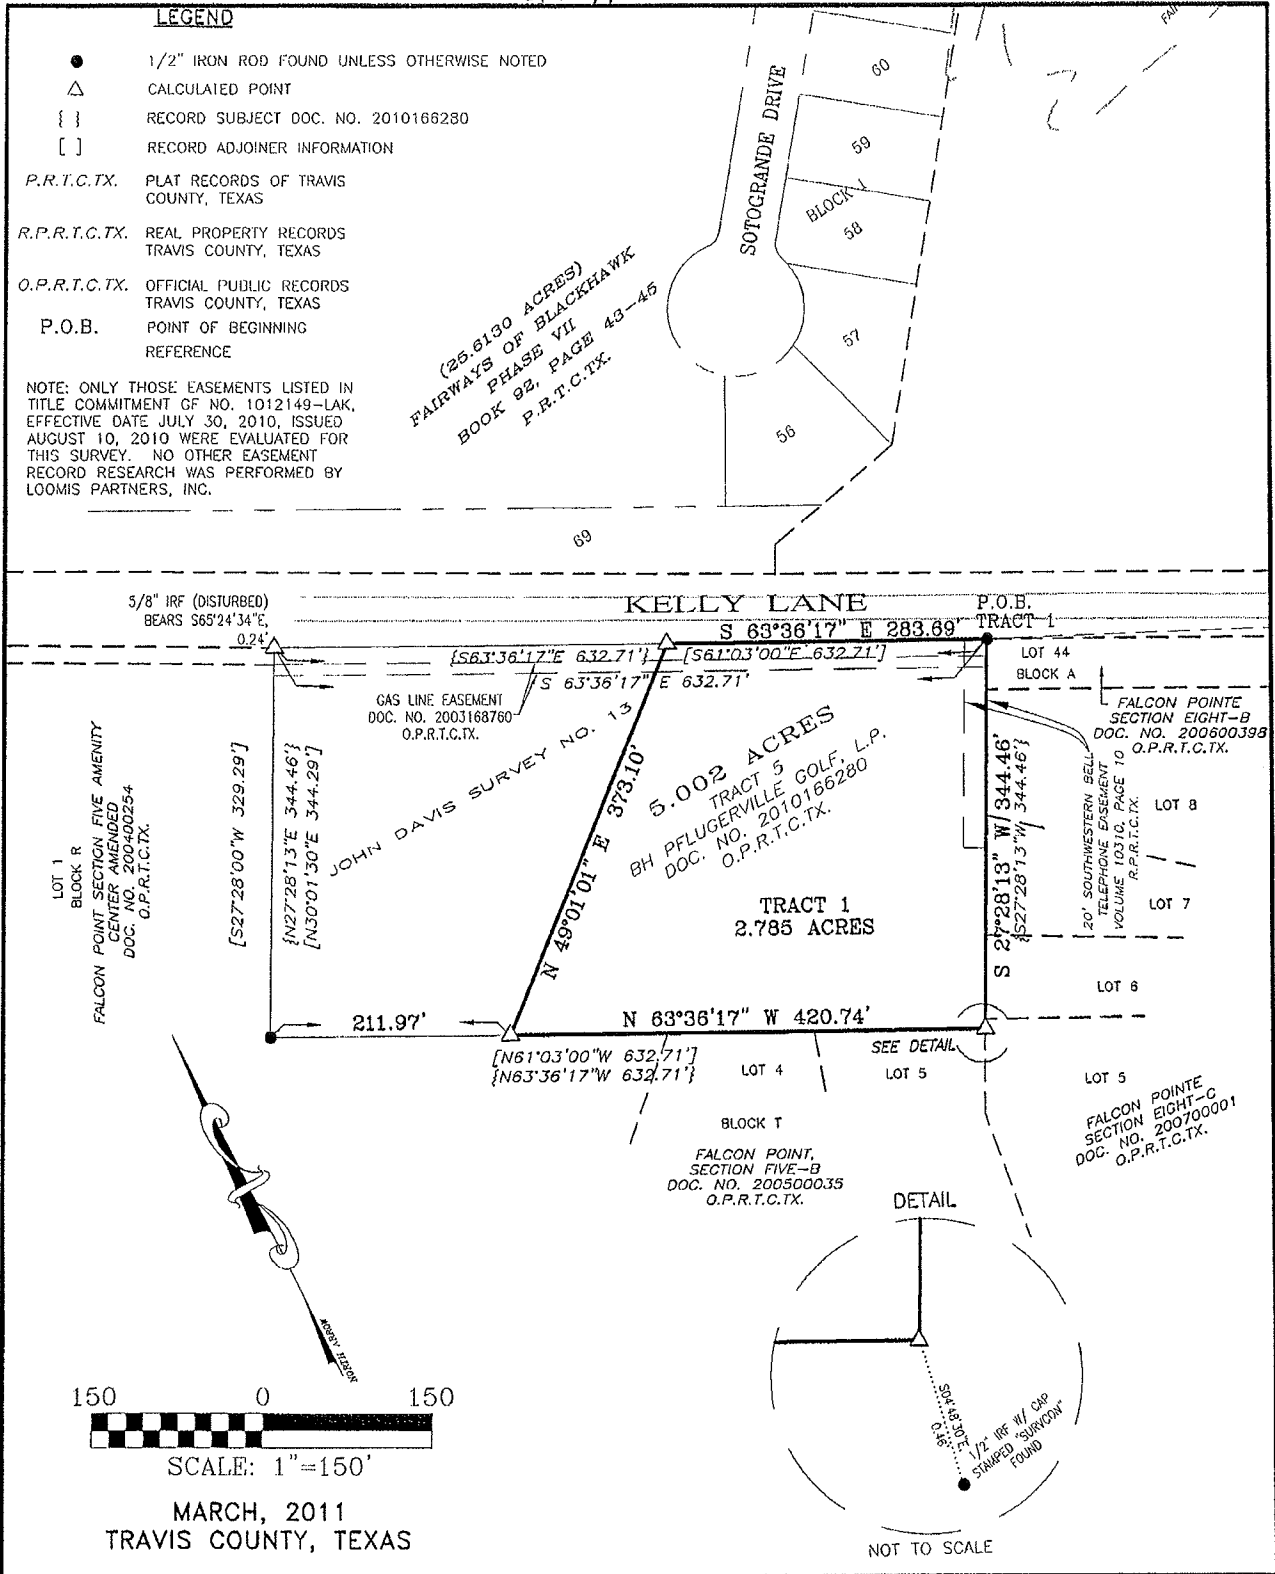 LEGEND
1/2" IRON ROD FOUND UNLESS OTHERWISE NOTED
CALCULATED POINT
{ } RECORD SUBJECT DOC. NO. 2010166280
[ ] RECORD ADJOINER INFORMATION
P.R.T.C.TX. PLAT RECORDS OF TRAVIS
COUNTY, TEXAS
R.P.R.T.C.TX. REAL PROPERTY RECORDS
TRAVIS COUNTY, TEXAS
O.P.R.T.C.TX. OFFICIAL PUBLIC RECORDS
TRAVIS COUNTY, TEXAS
P.O.B. POINT OF BEGINNING
REFERENCE
NOTE: ONLY THOSE EASEMENTS LISTED IN
TITLE COMMITMENT GF NO. 1012149-LAK,
EFFECTIVE DATE JULY 30, 2010, ISSUED
AUGUST 10, 2010 WERE EVALUATED FOR
THIS SURVEY. NO OTHER EASEMENT
RECORD RESEARCH WAS PERFORMED BY
LOOMIS PARTNERS, INC.
(25.6130 ACRES)
FAIRWAYS OF BLACKHAWK
PHASE VII
BOOK 92, PAGE 43-45
P.R.T.C.TX.
SOTOGRANDE DRIVE
60
59
BLOCK 1
58
57
56
69
5/8" IRF (DISTURBED)
BEARS S65°24'34"E,
0.24'
KELLY LANE
P.O.B.
TRACT 1
S 63°36'17" E 283.69'
{S63°36'17"E 632.71'} [S61°03'00"E 632.71']
S 63°36'17" E 632.71'
GAS LINE EASEMENT
DOC. NO. 2003168760
O.P.R.T.C.TX.
LOT 44
BLOCK A
FALCON POINTE
SECTION EIGHT-B
DOC. NO. 200600398
O.P.R.T.C.TX.
LOT 1
BLOCK R
FALCON POINT SECTION FIVE AMENITY
CENTER AMENDED
DOC. NO. 200400254
O.P.R.T.C.TX.
[S27°28'00"W 329.29']
{N27°28'13"E 344.46'}
[N30°01'30"E 344.29']
JOHN DAVIS SURVEY NO. 13
N 49°01'01" E 373.10'
5.002 ACRES
TRACT 5
BH PFLUGERVILLE GOLF, L.P.
DOC. NO. 2010166280
O.P.R.T.C.TX.
TRACT 1
2.785 ACRES
S 27°28'13" W 344.46'
{S27°28'13"W 344.46'}
20' SOUTHWESTERN BELL
TELEPHONE EASEMENT
VOLUME 10310, PAGE 10
R.P.R.T.C.TX.
LOT 8
LOT 7
LOT 6
211.97'
N 63°36'17" W 420.74'
[N61°03'00"W 632.71']
{N63°36'17"W 632.71'}
SEE DETAIL
LOT 4
LOT 5
LOT 5
BLOCK T
FALCON POINT,
SECTION FIVE-B
DOC. NO. 200500035
O.P.R.T.C.TX.
FALCON POINTE
SECTION EIGHT-C
DOC. NO. 200700001
O.P.R.T.C.TX.
NORTH ARROW
DETAIL
S04°48'30"E
0.46'
1/2" IRF W/ CAP
STAMPED "SURVCON"
FOUND
NOT TO SCALE
150 0 150
SCALE: 1"=150'
MARCH, 2011
TRAVIS COUNTY, TEXAS